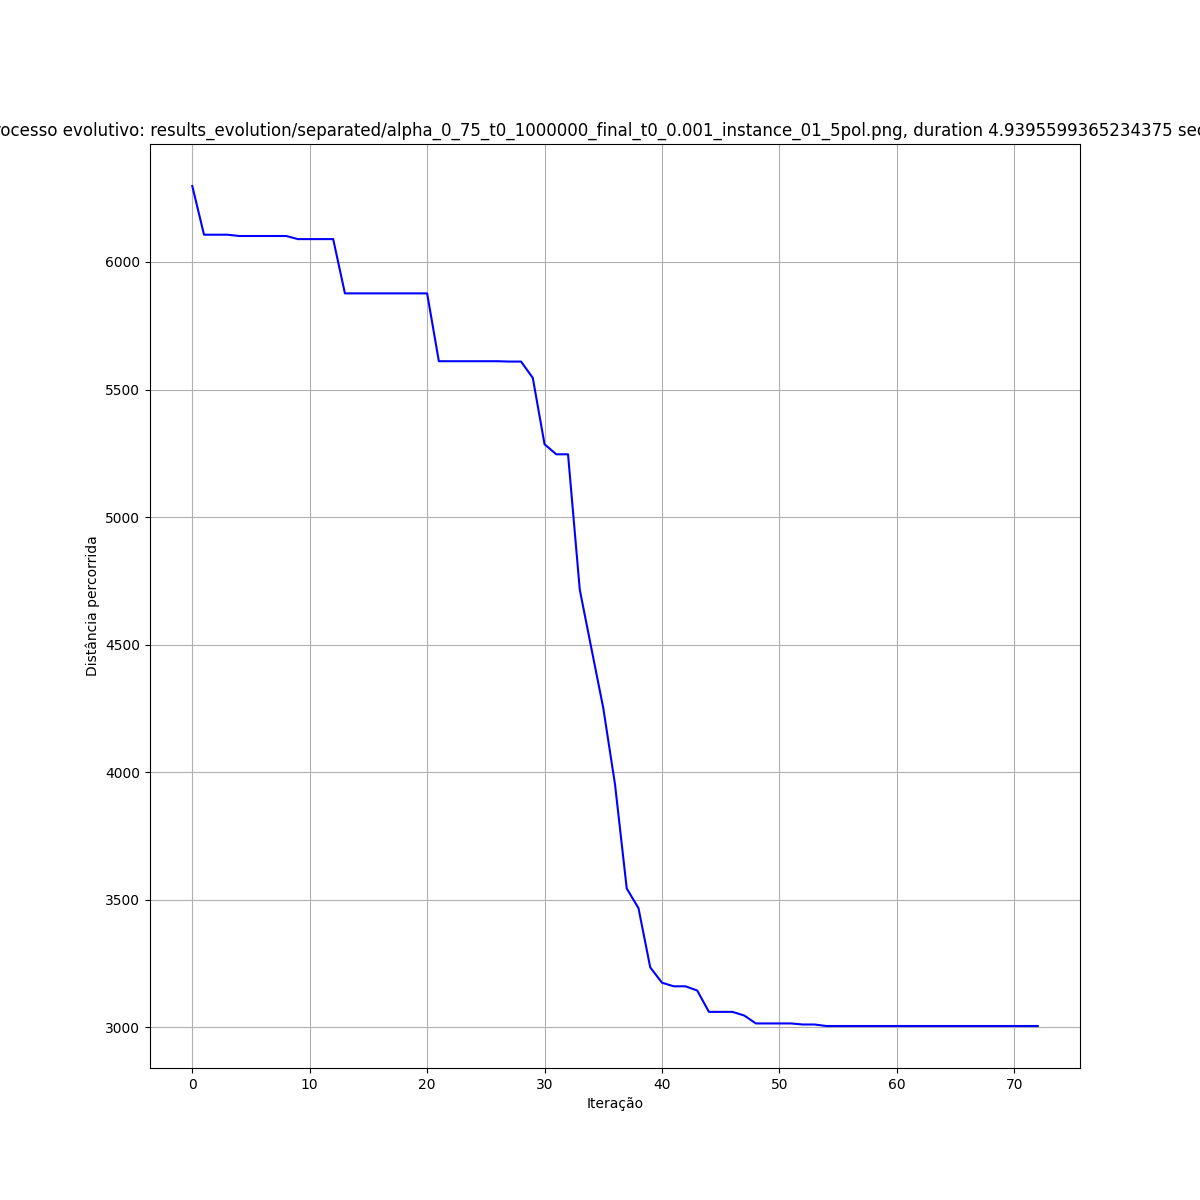 ocesso evolutivo: results_evolution/separated/alpha_0_75_t0_1000000_final_t0_0.001_instance_01_5pol.png, duration 4.9395599365234375 sec
6000
5500
5000
4500
4000
3500
3000
Distância percorrida
0 10 20 30 40 50 60 70
Iteração